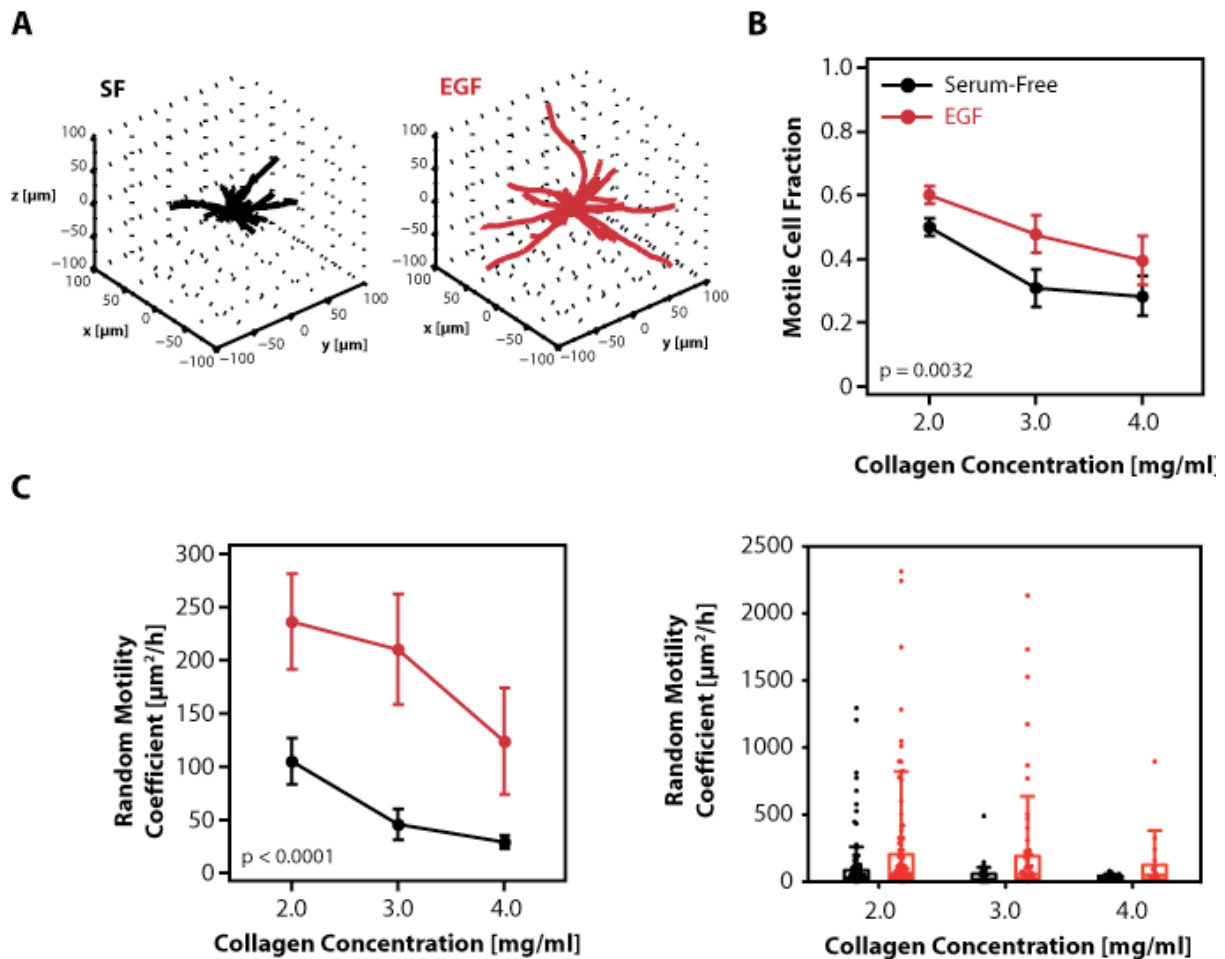 A
SF
EGF
100
50
z [µm]
0
−50
−100
100
50
0
−50
−100
x [µm]
−100
−50
0
50
100
y [µm]
100
50
0
−50
−100
100
50
0
−50
−100
x [µm]
−100
−50
0
50
100
y [µm]
B
1.0
0.8
0.6
0.4
0.2
0
Motile Cell Fraction
Serum-Free
EGF
p = 0.0032
2.0 3.0 4.0
Collagen Concentration [mg/ml]
C
300
250
200
150
100
50
0
Random Motility
Coefficient [µm²/h]
p < 0.0001
2.0 3.0 4.0
Collagen Concentration [mg/ml]
2500
2000
1500
1000
500
0
Random Motility
Coefficient [µm²/h]
2.0 3.0 4.0
Collagen Concentration [mg/ml]